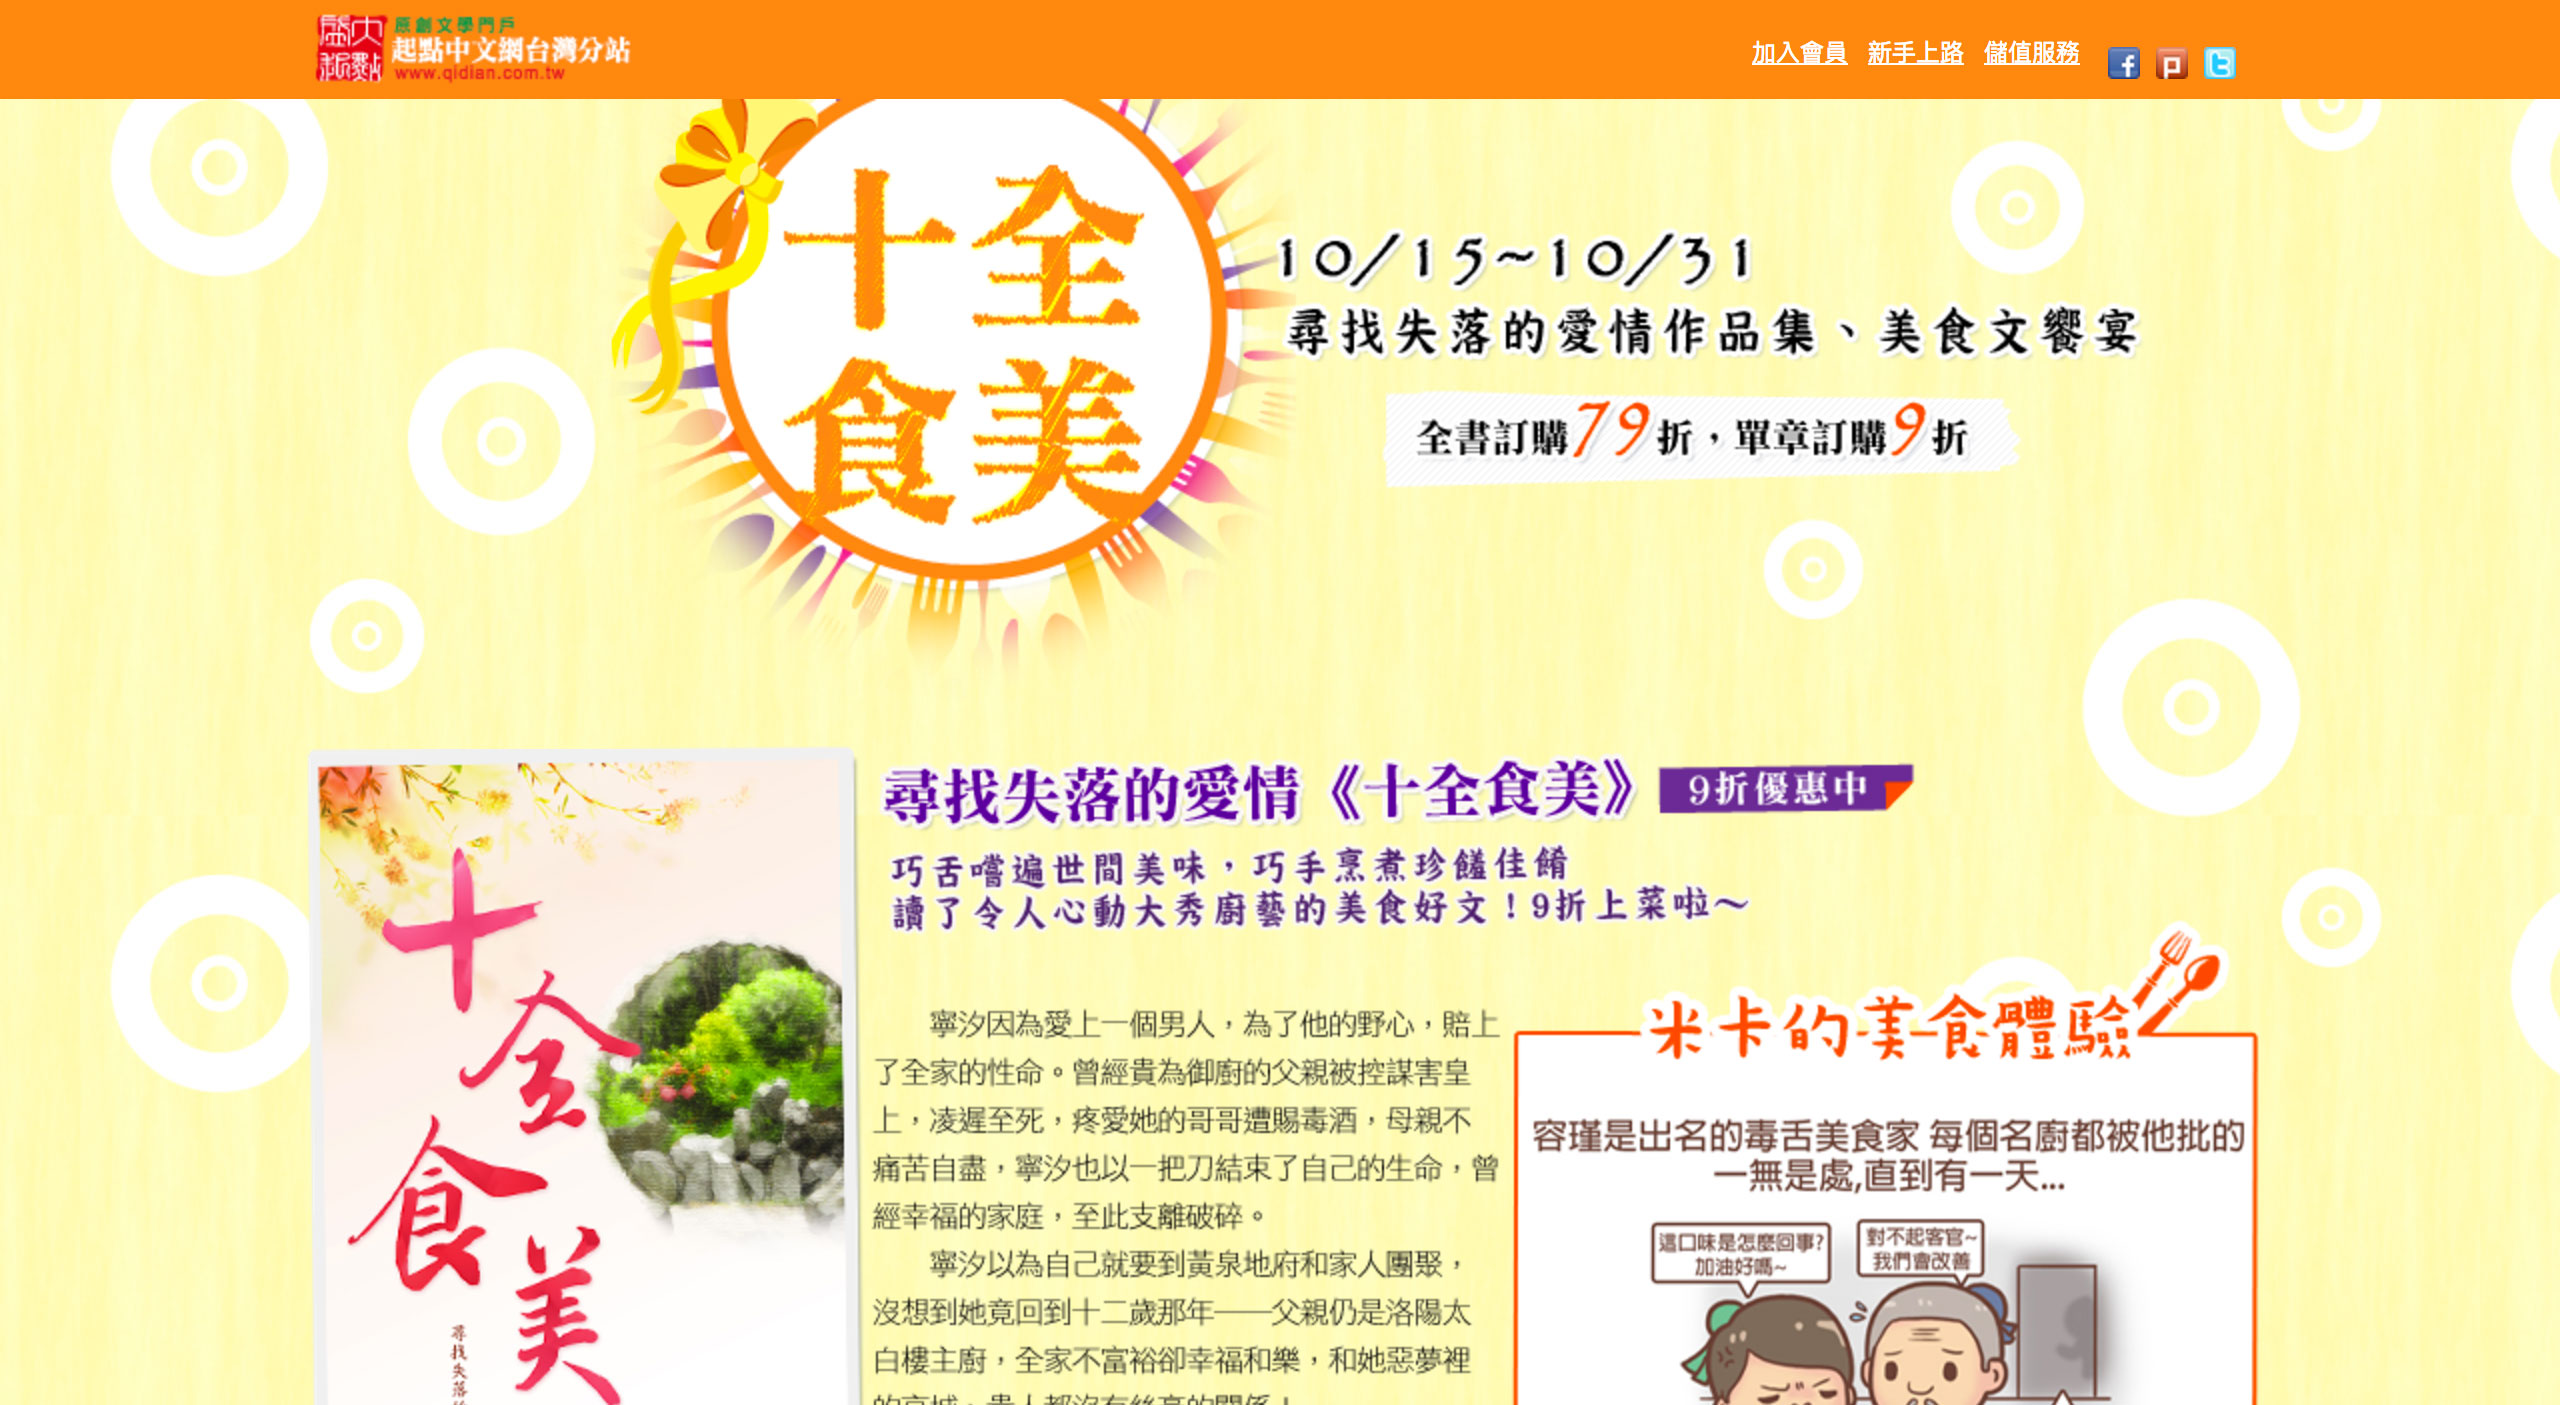 原創文學門戶
起點中文網台灣分站
www.qidian.com.tw
加入會員 新手上路 儲值服務
十全
食美
10/15~10/31
尋找失落的愛情作品集、美食文饗宴
全書訂購79折，單章訂購9折
尋找失落的愛情《十全食美》 9折優惠中
巧舌嚐遍世間美味，巧手烹煮珍饈佳餚
讀了令人心動大秀廚藝的美食好文！9折上菜啦～
十全食美
尋找失落
寧汐因為愛上一個男人，為了他的野心，賠上
了全家的性命。曾經貴為御廚的父親被控謀害皇
上，凌遲至死，疼愛她的哥哥遭賜毒酒，母親不
痛苦自盡，寧汐也以一把刀結束了自己的生命，曾
經幸福的家庭，至此支離破碎。
寧汐以為自己就要到黃泉地府和家人團聚，
沒想到她竟回到十二歲那年——父親仍是洛陽太
白樓主廚，全家不富裕卻幸福和樂，和她惡夢裡
米卡的美食體驗
容瑾是出名的毒舌美食家 每個名廚都被他批的
一無是處,直到有一天...
這口味是怎麼回事?
加油好嗎~
對不起客官~
我們會改善